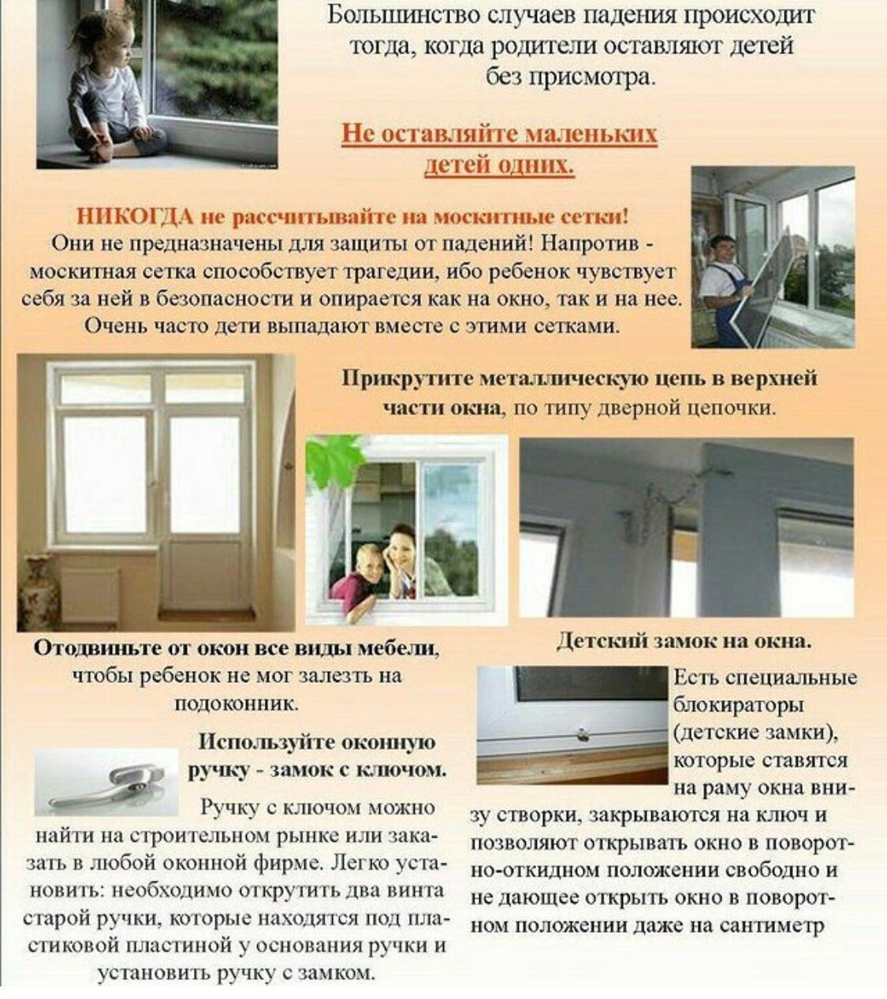 Большинство случаев падения происходит
тогда, когда родители оставляют детей
без присмотра.
Не оставляйте маленьких
детей одних.
НИКОГДА не рассчитывайте на москитные сетки!
Они не предназначены для защиты от падений! Напротив -
москитная сетка способствует трагедии, ибо ребенок чувствует
себя за ней в безопасности и опирается как на окно, так и на нее.
Очень часто дети выпадают вместе с этими сетками.
Прикрутите металлическую цепь в верхней
части окна, по типу дверной цепочки.
Отодвиньте от окон все виды мебели,
чтобы ребенок не мог залезть на
подоконник.
Используйте оконную
ручку - замок с ключом.
Ручку с ключом можно
найти на строительном рынке или зака-
зать в любой оконной фирме. Легко уста-
новить: необходимо открутить два винта
старой ручки, которые находятся под пла-
стиковой пластиной у основания ручки и
установить ручку с замком.
Детский замок на окна.
Есть специальные
блокираторы
(детские замки),
которые ставятся
на раму окна вни-
зу створки, закрываются на ключ и
позволяют открывать окно в поворот-
но-откидном положении свободно и
не дающее открыть окно в поворот-
ном положении даже на сантиметр